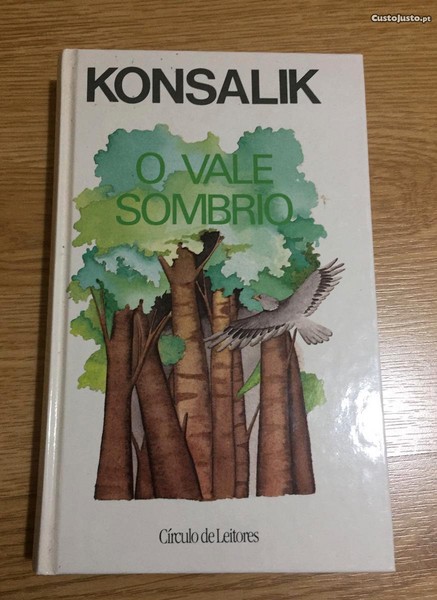 CustoJusto.pt
KONSALIK
O VALE
SOMBRIO
Círculo de Leitores